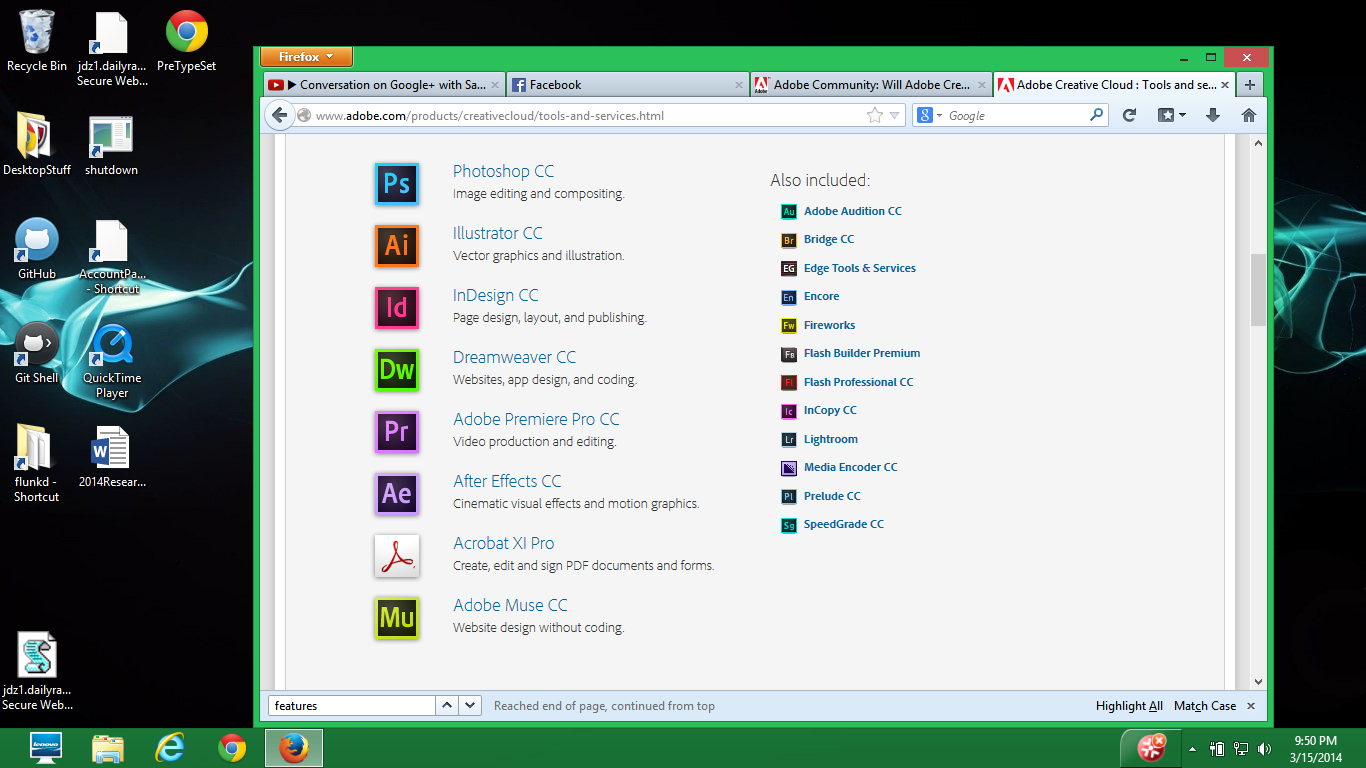 Recycle Bin
jdz1.dailyra...
Secure Web...
PreTypeSet
DesktopStuff
shutdown
GitHub
AccountPa...
- Shortcut
Git Shell
QuickTime
Player
flunkd -
Shortcut
2014Resear...
jdz1.dailyra...
Secure Web...
Firefox
▶ Conversation on Google+ with Sa...
Facebook
Adobe Community: Will Adobe Cre...
Adobe Creative Cloud : Tools and se...
www.adobe.com/products/creativecloud/tools-and-services.html
Google
Ps
Photoshop CC
Image editing and compositing.
Ai
Illustrator CC
Vector graphics and illustration.
Id
InDesign CC
Page design, layout, and publishing.
Dw
Dreamweaver CC
Websites, app design, and coding.
Pr
Adobe Premiere Pro CC
Video production and editing.
Ae
After Effects CC
Cinematic visual effects and motion graphics.
Acrobat XI Pro
Create, edit and sign PDF documents and forms.
Mu
Adobe Muse CC
Website design without coding.
Also included:
Au Adobe Audition CC
Br Bridge CC
EG Edge Tools & Services
En Encore
Fw Fireworks
FB Flash Builder Premium
Fl Flash Professional CC
Ic InCopy CC
Lr Lightroom
Media Encoder CC
Pl Prelude CC
Sg SpeedGrade CC
features
Reached end of page, continued from top
Highlight All
Match Case
lenovo
9:50 PM
3/15/2014